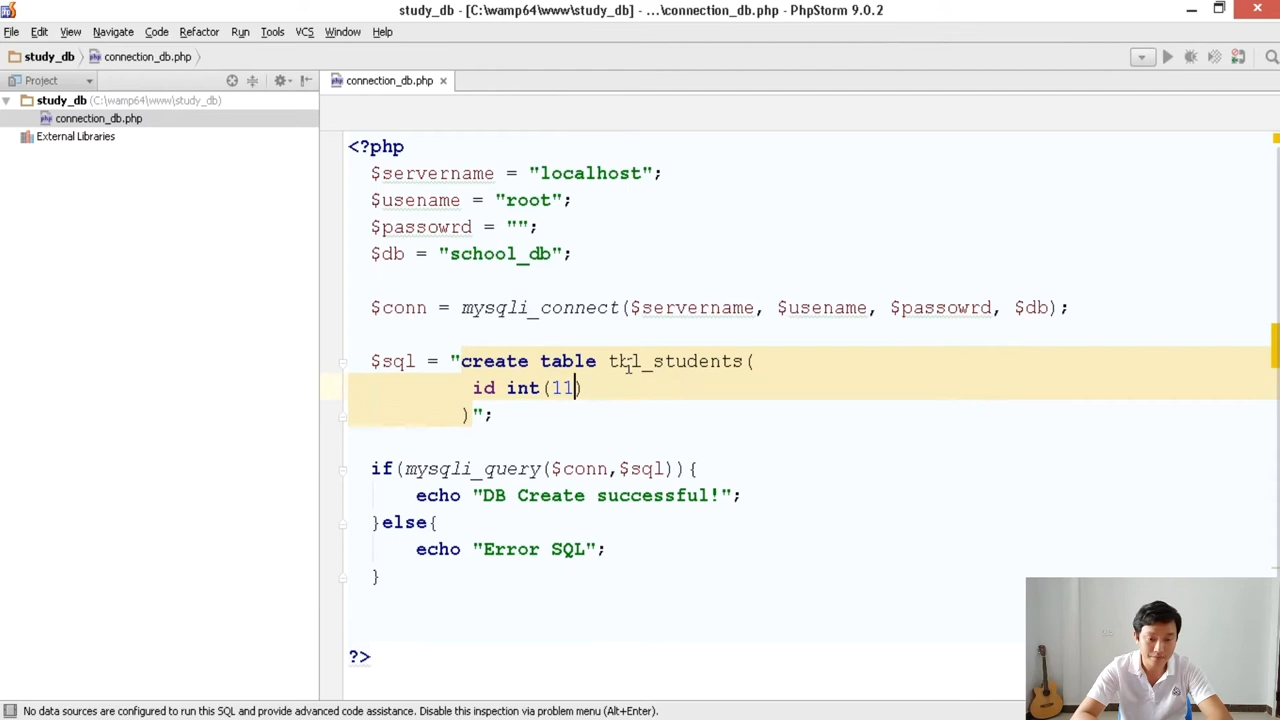 study_db - [C:\wamp64\www\study_db] - ...\connection_db.php - PhpStorm 9.0.2
File Edit View Navigate Code Refactor Run Tools VCS Window Help
study_db connection_db.php
Project connection_db.php
study_db (C:\wamp64\www\study_db)
connection_db.php
External Libraries
<?php
$servername = "localhost";
$usename = "root";
$passowrd = "";
$db = "school_db";
$conn = mysqli_connect($servername, $usename, $passowrd, $db);
$sql = "create table tbl_students(
id int(11)
)";
if(mysqli_query($conn,$sql)){
echo "DB Create successful!";
}else{
echo "Error SQL";
}
?>
No data sources are configured to run this SQL and provide advanced code assistance. Disable this inspection via problem menu (Alt+Enter).